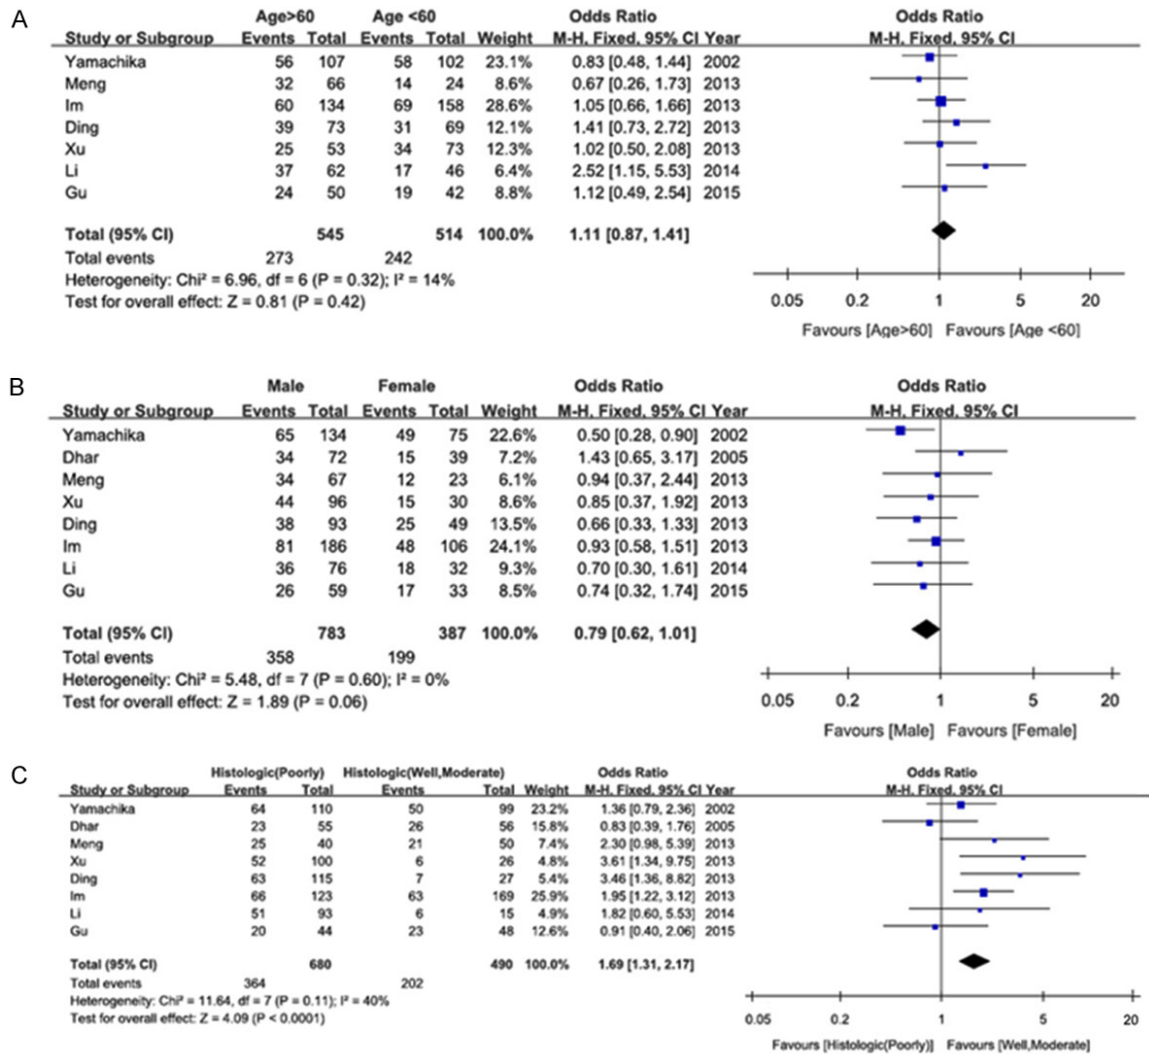 A
Age>60 Age <60 Odds Ratio Odds Ratio
Study or Subgroup Events Total Events Total Weight M-H, Fixed, 95% CI Year M-H, Fixed, 95% CI
Yamachika 56 107 58 102 23.1% 0.83 [0.48, 1.44] 2002
Meng 32 66 14 24 8.6% 0.67 [0.26, 1.73] 2013
Im 60 134 69 158 28.6% 1.05 [0.66, 1.66] 2013
Ding 39 73 31 69 12.1% 1.41 [0.73, 2.72] 2013
Xu 25 53 34 73 12.3% 1.02 [0.50, 2.08] 2013
Li 37 62 17 46 6.4% 2.52 [1.15, 5.53] 2014
Gu 24 50 19 42 8.8% 1.12 [0.49, 2.54] 2015
Total (95% CI) 545 514 100.0% 1.11 [0.87, 1.41]
Total events 273 242
Heterogeneity: Chi² = 6.96, df = 6 (P = 0.32); I² = 14%
Test for overall effect: Z = 0.81 (P = 0.42)
0.05 0.2 1 5 20
Favours [Age>60] Favours [Age <60]
B
Male Female Odds Ratio Odds Ratio
Study or Subgroup Events Total Events Total Weight M-H, Fixed, 95% CI Year M-H, Fixed, 95% CI
Yamachika 65 134 49 75 22.6% 0.50 [0.28, 0.90] 2002
Dhar 34 72 15 39 7.2% 1.43 [0.65, 3.17] 2005
Meng 34 67 12 23 6.1% 0.94 [0.37, 2.44] 2013
Xu 44 96 15 30 8.6% 0.85 [0.37, 1.92] 2013
Ding 38 93 25 49 13.5% 0.66 [0.33, 1.33] 2013
Im 81 186 48 106 24.1% 0.93 [0.58, 1.51] 2013
Li 36 76 18 32 9.3% 0.70 [0.30, 1.61] 2014
Gu 26 59 17 33 8.5% 0.74 [0.32, 1.74] 2015
Total (95% CI) 783 387 100.0% 0.79 [0.62, 1.01]
Total events 358 199
Heterogeneity: Chi² = 5.48, df = 7 (P = 0.60); I² = 0%
Test for overall effect: Z = 1.89 (P = 0.06)
0.05 0.2 1 5 20
Favours [Male] Favours [Female]
C
Histologic(Poorly) Histologic(Well,Moderate) Odds Ratio Odds Ratio
Study or Subgroup Events Total Events Total Weight M-H, Fixed, 95% CI Year M-H, Fixed, 95% CI
Yamachika 64 110 50 99 23.2% 1.36 [0.79, 2.36] 2002
Dhar 23 55 26 56 15.8% 0.83 [0.39, 1.76] 2005
Meng 25 40 21 50 7.4% 2.30 [0.98, 5.39] 2013
Xu 52 100 6 26 4.8% 3.61 [1.34, 9.75] 2013
Ding 63 115 7 27 5.4% 3.46 [1.36, 8.82] 2013
Im 66 123 63 169 25.9% 1.95 [1.22, 3.12] 2013
Li 51 93 6 15 4.9% 1.82 [0.60, 5.53] 2014
Gu 20 44 23 48 12.6% 0.91 [0.40, 2.06] 2015
Total (95% CI) 680 490 100.0% 1.69 [1.31, 2.17]
Total events 364 202
Heterogeneity: Chi² = 11.64, df = 7 (P = 0.11); I² = 40%
Test for overall effect: Z = 4.09 (P < 0.0001)
0.05 0.2 1 5 20
Favours [Histologic(Poorly)] Favours [Well,Moderate]